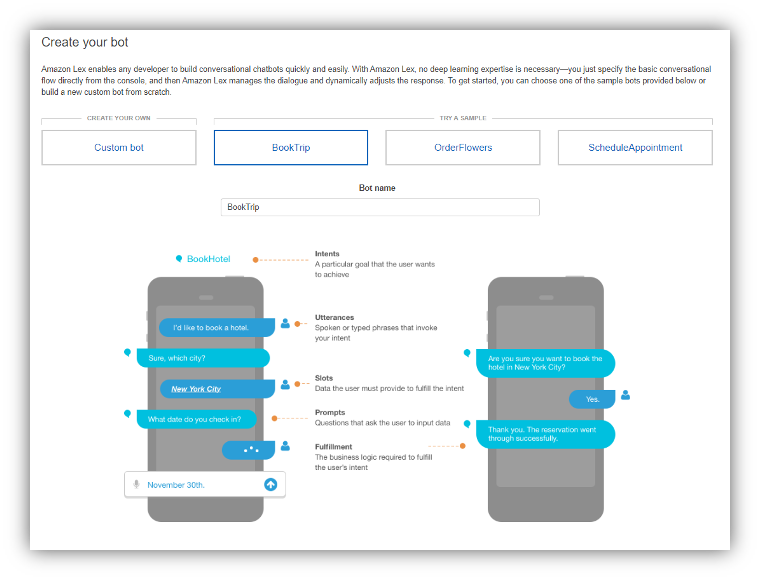 Create your bot
Amazon Lex enables any developer to build conversational chatbots quickly and easily. With Amazon Lex, no deep learning expertise is necessary—you just specify the basic conversational
flow directly from the console, and then Amazon Lex manages the dialogue and dynamically adjusts the response. To get started, you can choose one of the sample bots provided below or
build a new custom bot from scratch.
CREATE YOUR OWN
TRY A SAMPLE
Custom bot
BookTrip
OrderFlowers
ScheduleAppointment
Bot name
BookTrip
BookHotel
Intents
A particular goal that the user wants
to achieve
I'd like to book a hotel.
Utterances
Spoken or typed phrases that invoke
your intent
Sure, which city?
New York City
Slots
Data the user must provide to fulfill the intent
What date do you check in?
Prompts
Questions that ask the user to input data
Fulfillment
The business logic required to fulfill
the user's intent
November 30th.
Are you sure you want to book the
hotel in New York City?
Yes.
Thank you. The reservation went
through successfully.